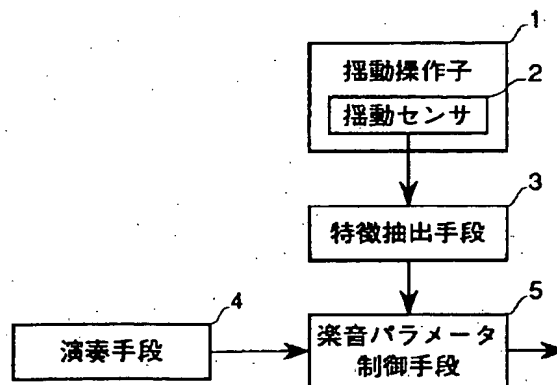 1
揺動操作子
2
揺動センサ
3
特徴抽出手段
4
演奏手段
5
楽音パラメータ
制御手段